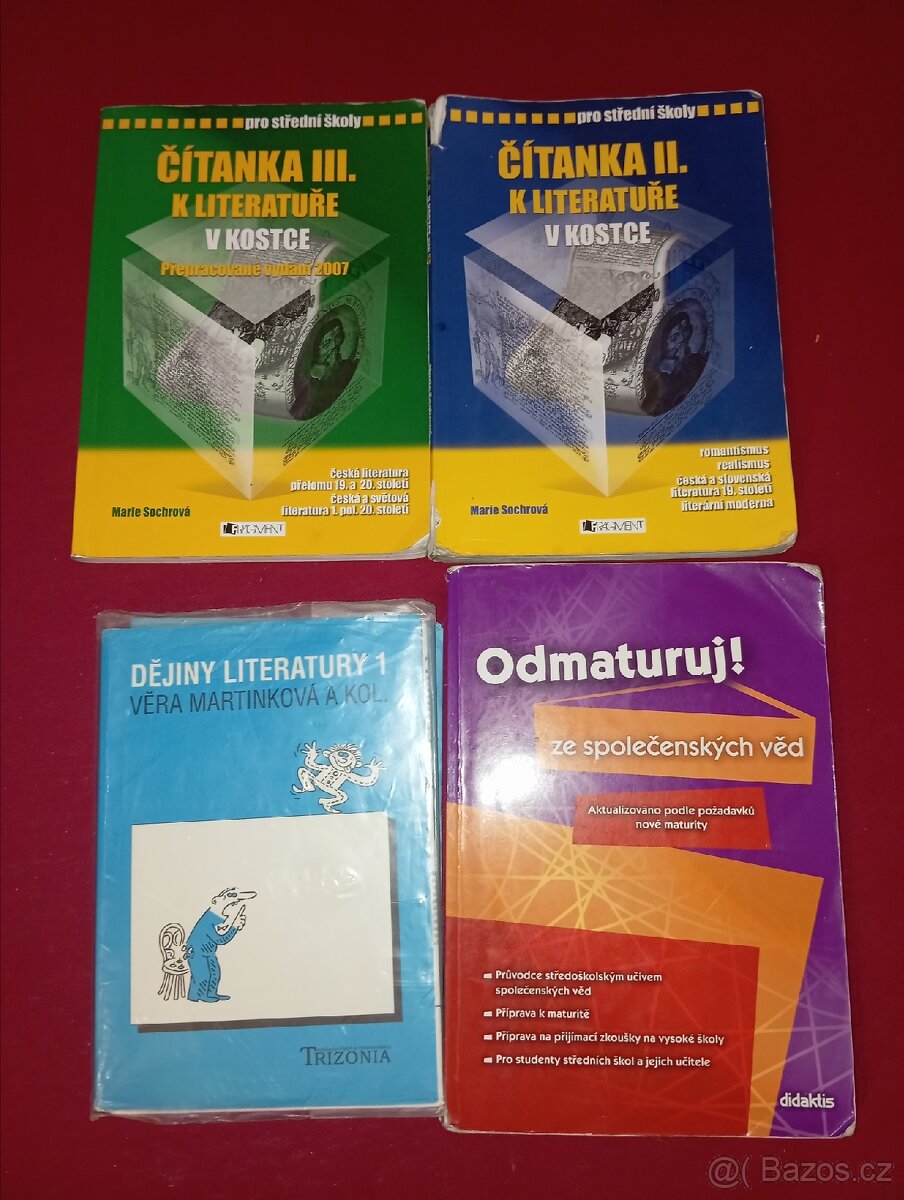 pro střední školy
ČÍTANKA III.
K LITERATUŘE
V KOSTCE
Přepracované vydání 2007
česká literatura
přelomu 19. a 20. století
česká a světová
literatura 1. pol. 20. století
Marie Sochrová
FRAGMENT
pro střední školy
ČÍTANKA II.
K LITERATUŘE
V KOSTCE
romantismus
realismus
česká a slovenská
literatura 19. století
literární moderna
Marie Sochrová
FRAGMENT
DĚJINY LITERATURY 1
VĚRA MARTINKOVÁ A KOL.
TRIZONIA
Odmaturuj!
ze společenských věd
Aktualizováno podle požadavků
nové maturity
Průvodce středoškolským učivem
společenských věd
Příprava k maturitě
Příprava na přijímací zkoušky na vysoké školy
Pro studenty středních škol a jejich učitele
didaktis
@( Bazos.cz